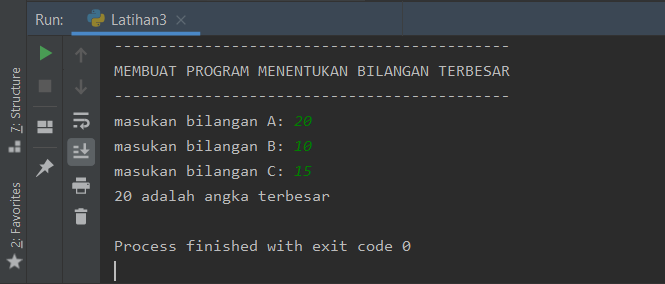 Run: Latihan3
--------------------------------------------
MEMBUAT PROGRAM MENENTUKAN BILANGAN TERBESAR
--------------------------------------------
masukan bilangan A: 20
masukan bilangan B: 10
masukan bilangan C: 15
20 adalah angka terbesar
Process finished with exit code 0
7: Structure
2: Favorites